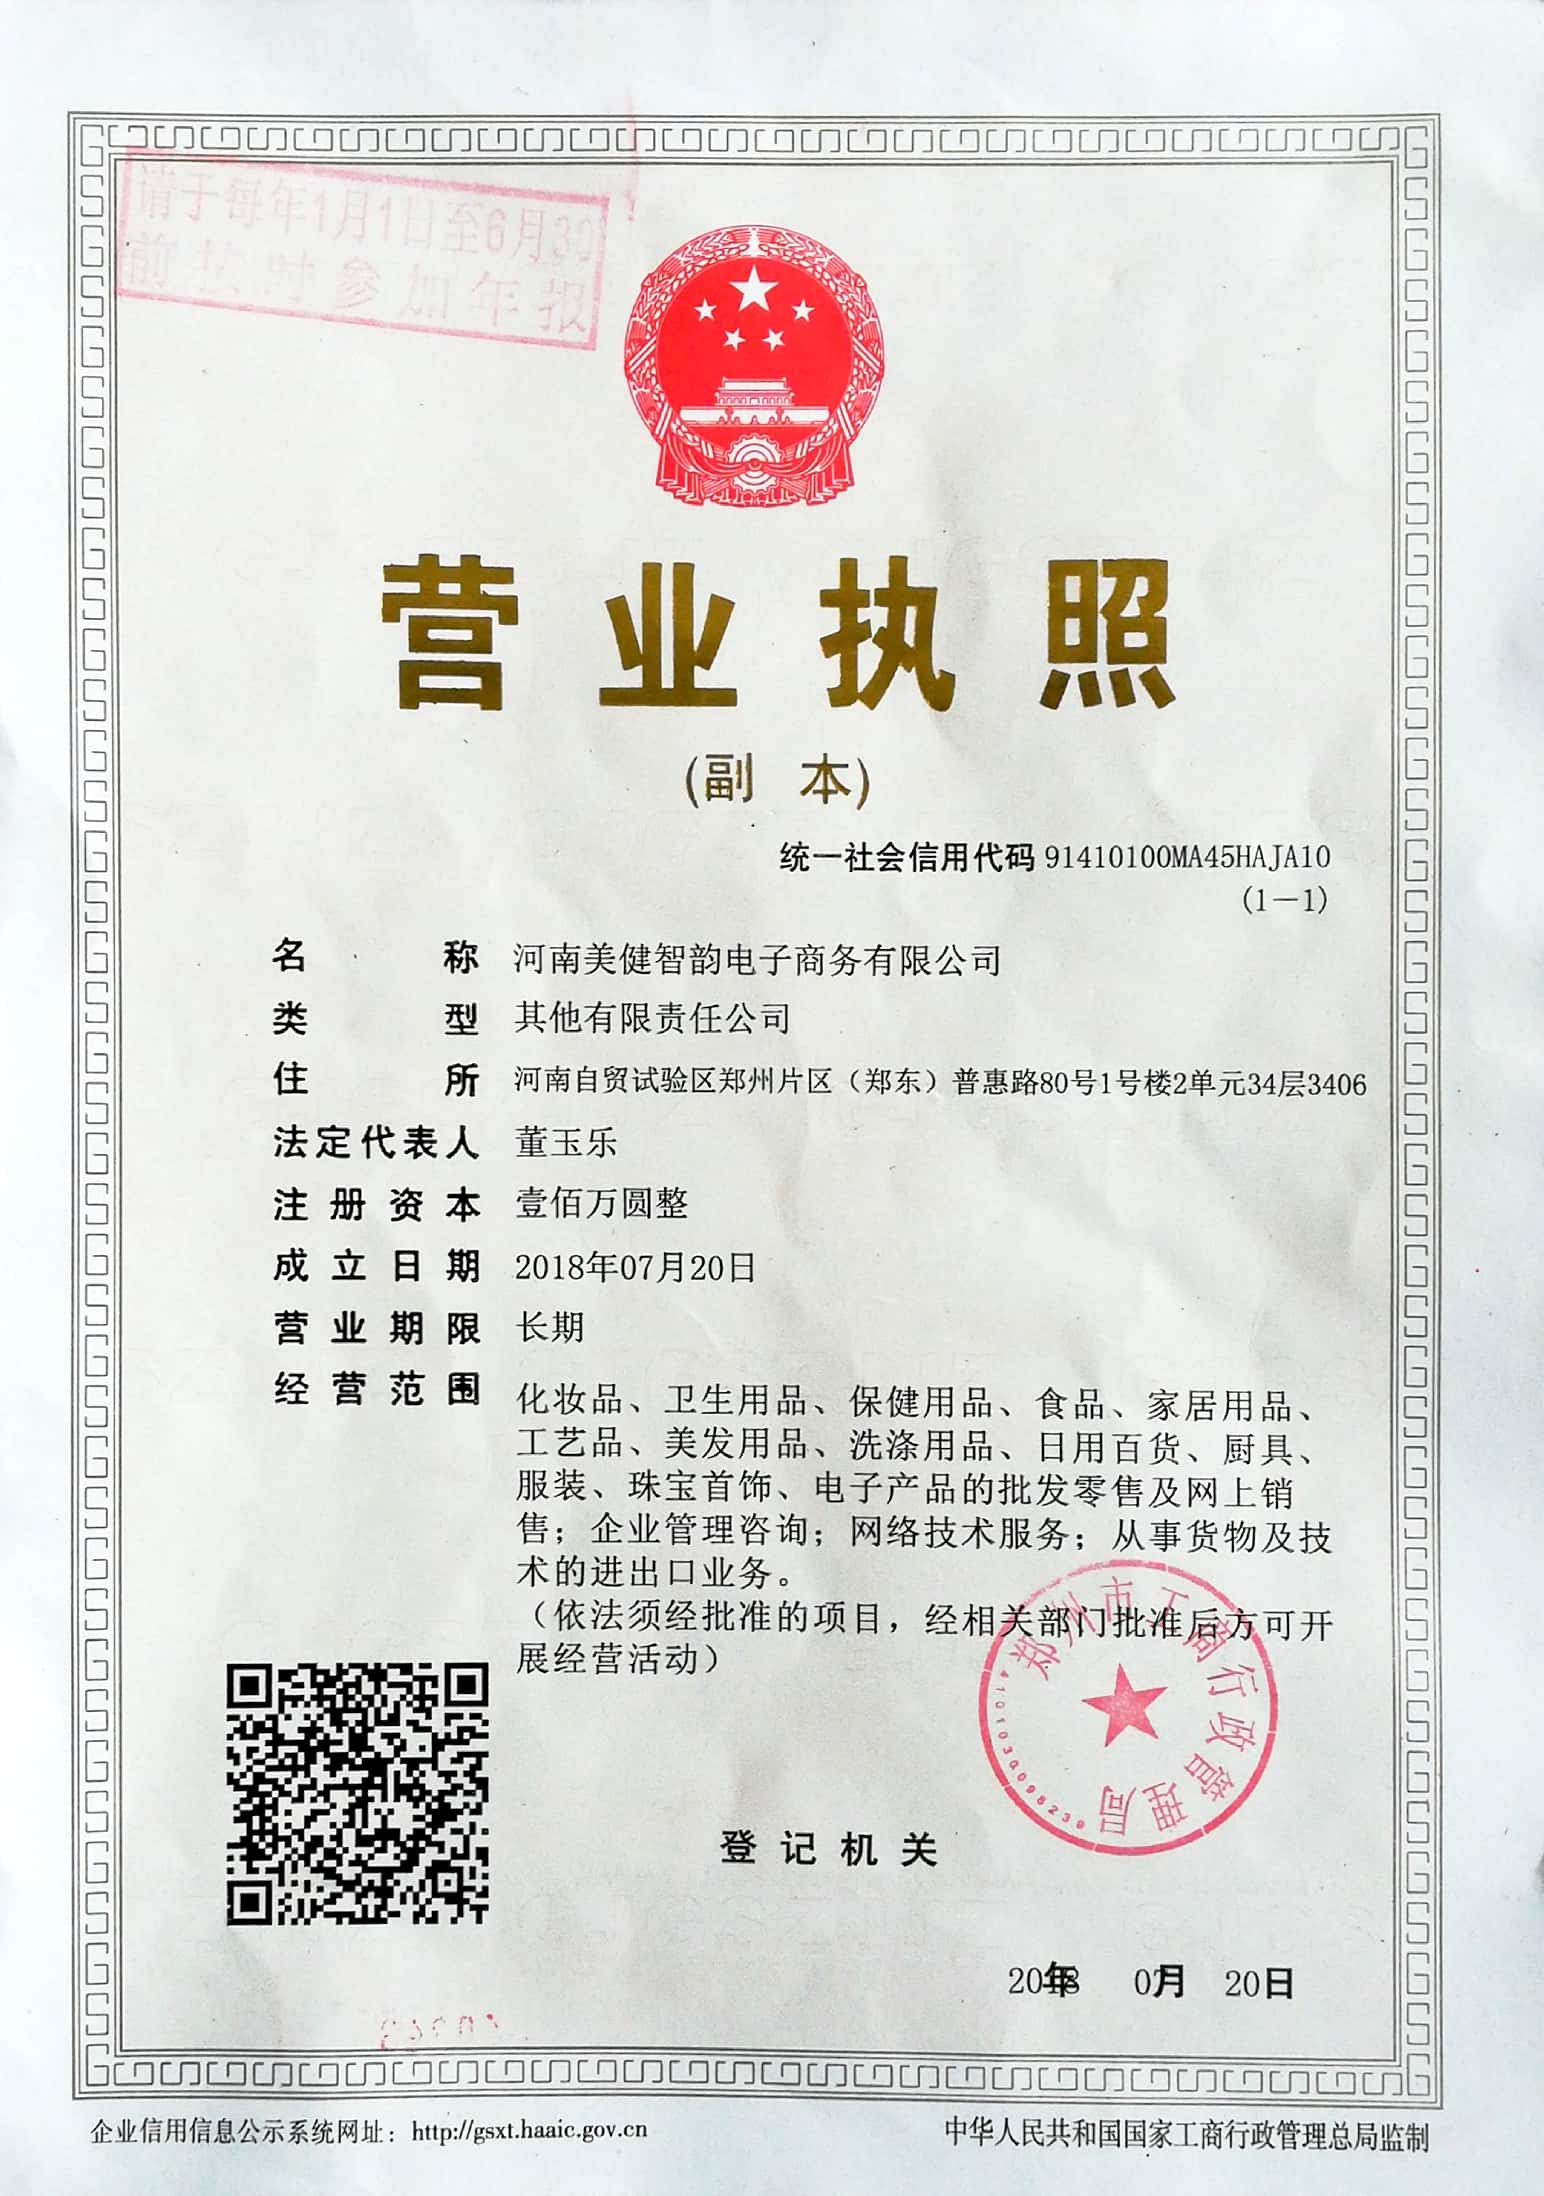 请于每年1月1日至6月30
前按时参加年报
营业执照
(副 本)
统一社会信用代码 91410100MA45HAJA10
(1-1)
名称 河南美健智韵电子商务有限公司
类型 其他有限责任公司
住所 河南自贸试验区郑州片区（郑东）普惠路80号1号楼2单元34层3406
法定代表人 董玉乐
注册资本 壹佰万圆整
成立日期 2018年07月20日
营业期限 长期
经营范围 化妆品、卫生用品、保健用品、食品、家居用品、
工艺品、美发用品、洗涤用品、日用百货、厨具、
服装、珠宝首饰、电子产品的批发零售及网上销
售；企业管理咨询；网络技术服务；从事货物及技
术的进出口业务。
（依法须经批准的项目，经相关部门批准后方可开
展经营活动）
郑州市工商行政管理局
4101030098239
登记机关
2018年 07月 20日
企业信用信息公示系统网址：http://gsxt.haaic.gov.cn
中华人民共和国国家工商行政管理总局监制